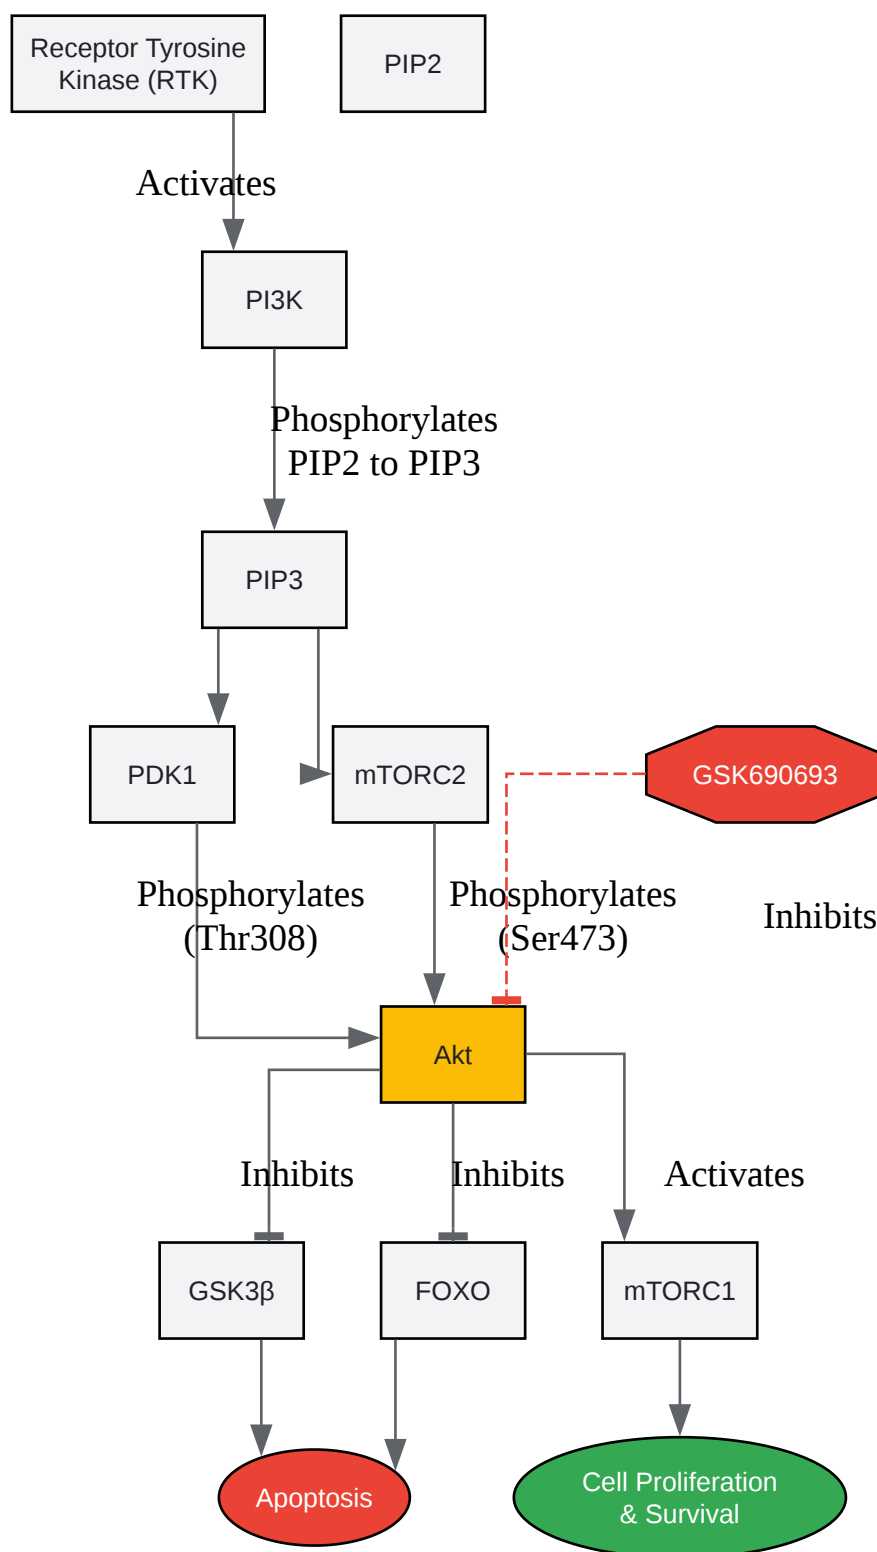 Receptor Tyrosine
Kinase (RTK)
PIP2
Activates
PI3K
Phosphorylates
PIP2 to PIP3
PIP3
PDK1
mTORC2
GSK690693
Phosphorylates
(Thr308)
Phosphorylates
(Ser473)
Inhibits
Akt
Inhibits
Inhibits
Activates
GSK3β
FOXO
mTORC1
Apoptosis
Cell Proliferation
& Survival